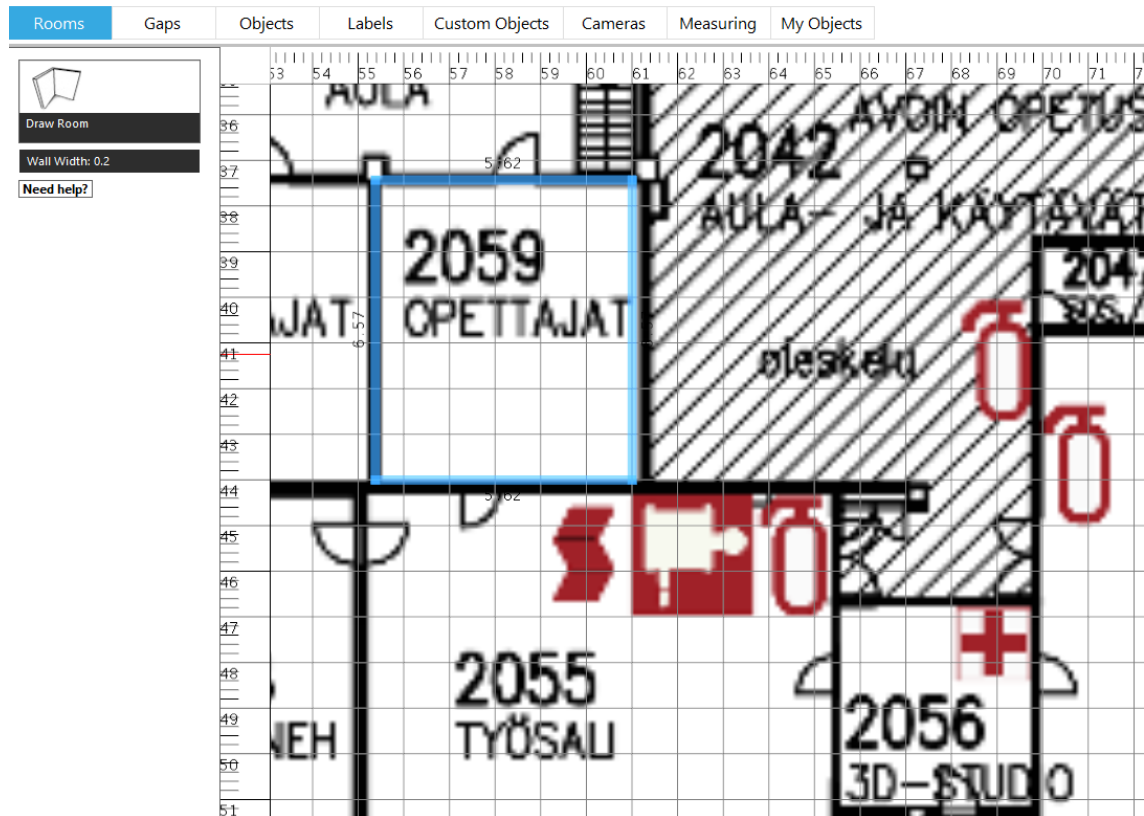 Rooms Gaps Objects Labels Custom Objects Cameras Measuring My Objects
Draw Room
Wall Width: 0.2
Need help?
53 54 55 56 57 58 59 60 61 62 63 64 65 66 67 68 69 70 71
36
37
38
39
40
41
42
43
44
45
46
47
48
49
50
51
AULA
5.62
2042
AVOIN OPETUS
AULA- JA KÄYTÄVÄT
2059
OPETTAJAT
AJAT
6.57
204
oleskelu
5.62
2055
TYÖSALI
NEH
2056
3D-STUDIO